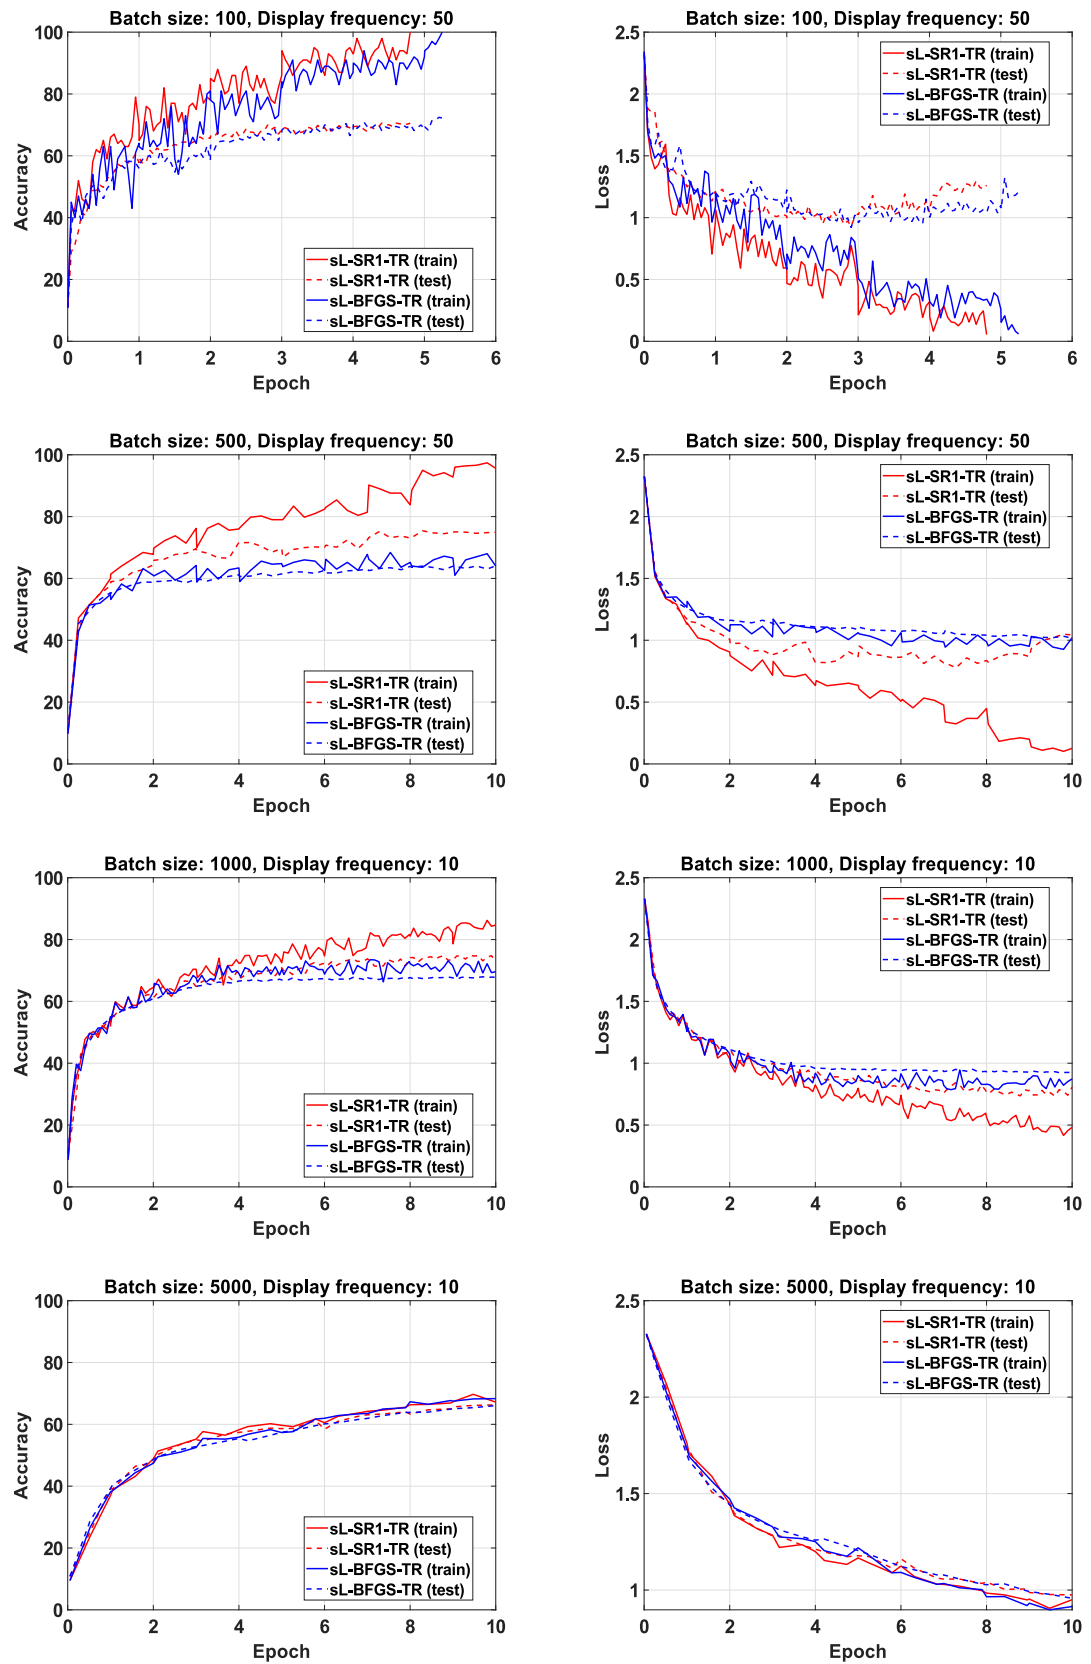 Batch size: 100, Display frequency: 50
100
80
60
40
20
0
Accuracy
sL-SR1-TR (train)
sL-SR1-TR (test)
sL-BFGS-TR (train)
sL-BFGS-TR (test)
0 1 2 3 4 5 6
Epoch
Batch size: 100, Display frequency: 50
2.5
2
1.5
1
0.5
0
Loss
sL-SR1-TR (train)
sL-SR1-TR (test)
sL-BFGS-TR (train)
sL-BFGS-TR (test)
0 1 2 3 4 5 6
Epoch
Batch size: 500, Display frequency: 50
100
80
60
40
20
0
Accuracy
sL-SR1-TR (train)
sL-SR1-TR (test)
sL-BFGS-TR (train)
sL-BFGS-TR (test)
0 2 4 6 8 10
Epoch
Batch size: 500, Display frequency: 50
2.5
2
1.5
1
0.5
0
Loss
sL-SR1-TR (train)
sL-SR1-TR (test)
sL-BFGS-TR (train)
sL-BFGS-TR (test)
0 2 4 6 8 10
Epoch
Batch size: 1000, Display frequency: 10
100
80
60
40
20
0
Accuracy
sL-SR1-TR (train)
sL-SR1-TR (test)
sL-BFGS-TR (train)
sL-BFGS-TR (test)
0 2 4 6 8 10
Epoch
Batch size: 1000, Display frequency: 10
2.5
2
1.5
1
0.5
0
Loss
sL-SR1-TR (train)
sL-SR1-TR (test)
sL-BFGS-TR (train)
sL-BFGS-TR (test)
0 2 4 6 8 10
Epoch
Batch size: 5000, Display frequency: 10
100
80
60
40
20
0
Accuracy
sL-SR1-TR (train)
sL-SR1-TR (test)
sL-BFGS-TR (train)
sL-BFGS-TR (test)
0 2 4 6 8 10
Epoch
Batch size: 5000, Display frequency: 10
2.5
2
1.5
1
Loss
sL-SR1-TR (train)
sL-SR1-TR (test)
sL-BFGS-TR (train)
sL-BFGS-TR (test)
0 2 4 6 8 10
Epoch